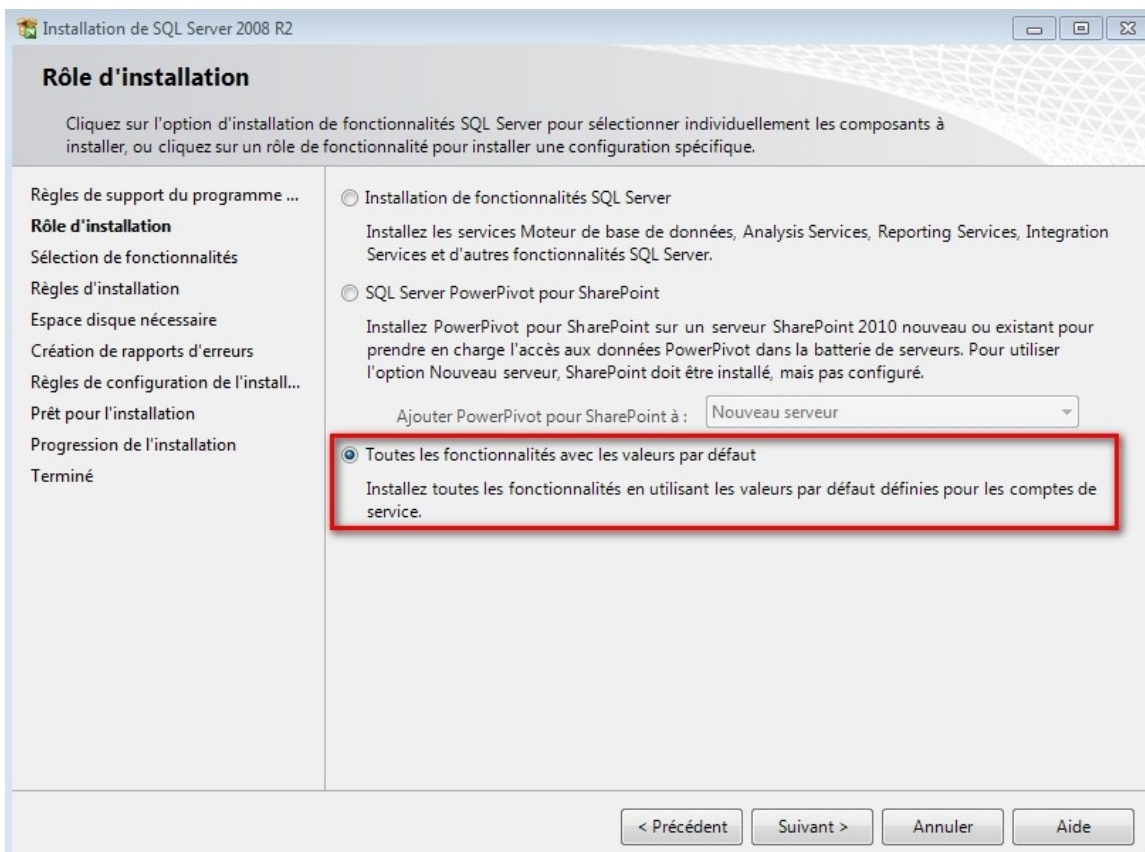 Installation de SQL Server 2008 R2
Rôle d'installation
Cliquez sur l'option d'installation de fonctionnalités SQL Server pour sélectionner individuellement les composants à
installer, ou cliquez sur un rôle de fonctionnalité pour installer une configuration spécifique.
Règles de support du programme ...
Rôle d'installation
Sélection de fonctionnalités
Règles d'installation
Espace disque nécessaire
Création de rapports d'erreurs
Règles de configuration de l'install...
Prêt pour l'installation
Progression de l'installation
Terminé
Installation de fonctionnalités SQL Server
Installez les services Moteur de base de données, Analysis Services, Reporting Services, Integration
Services et d'autres fonctionnalités SQL Server.
SQL Server PowerPivot pour SharePoint
Installez PowerPivot pour SharePoint sur un serveur SharePoint 2010 nouveau ou existant pour
prendre en charge l'accès aux données PowerPivot dans la batterie de serveurs. Pour utiliser
l'option Nouveau serveur, SharePoint doit être installé, mais pas configuré.
Ajouter PowerPivot pour SharePoint à : Nouveau serveur
Toutes les fonctionnalités avec les valeurs par défaut
Installez toutes les fonctionnalités en utilisant les valeurs par défaut définies pour les comptes de
service.
< Précédent Suivant > Annuler Aide